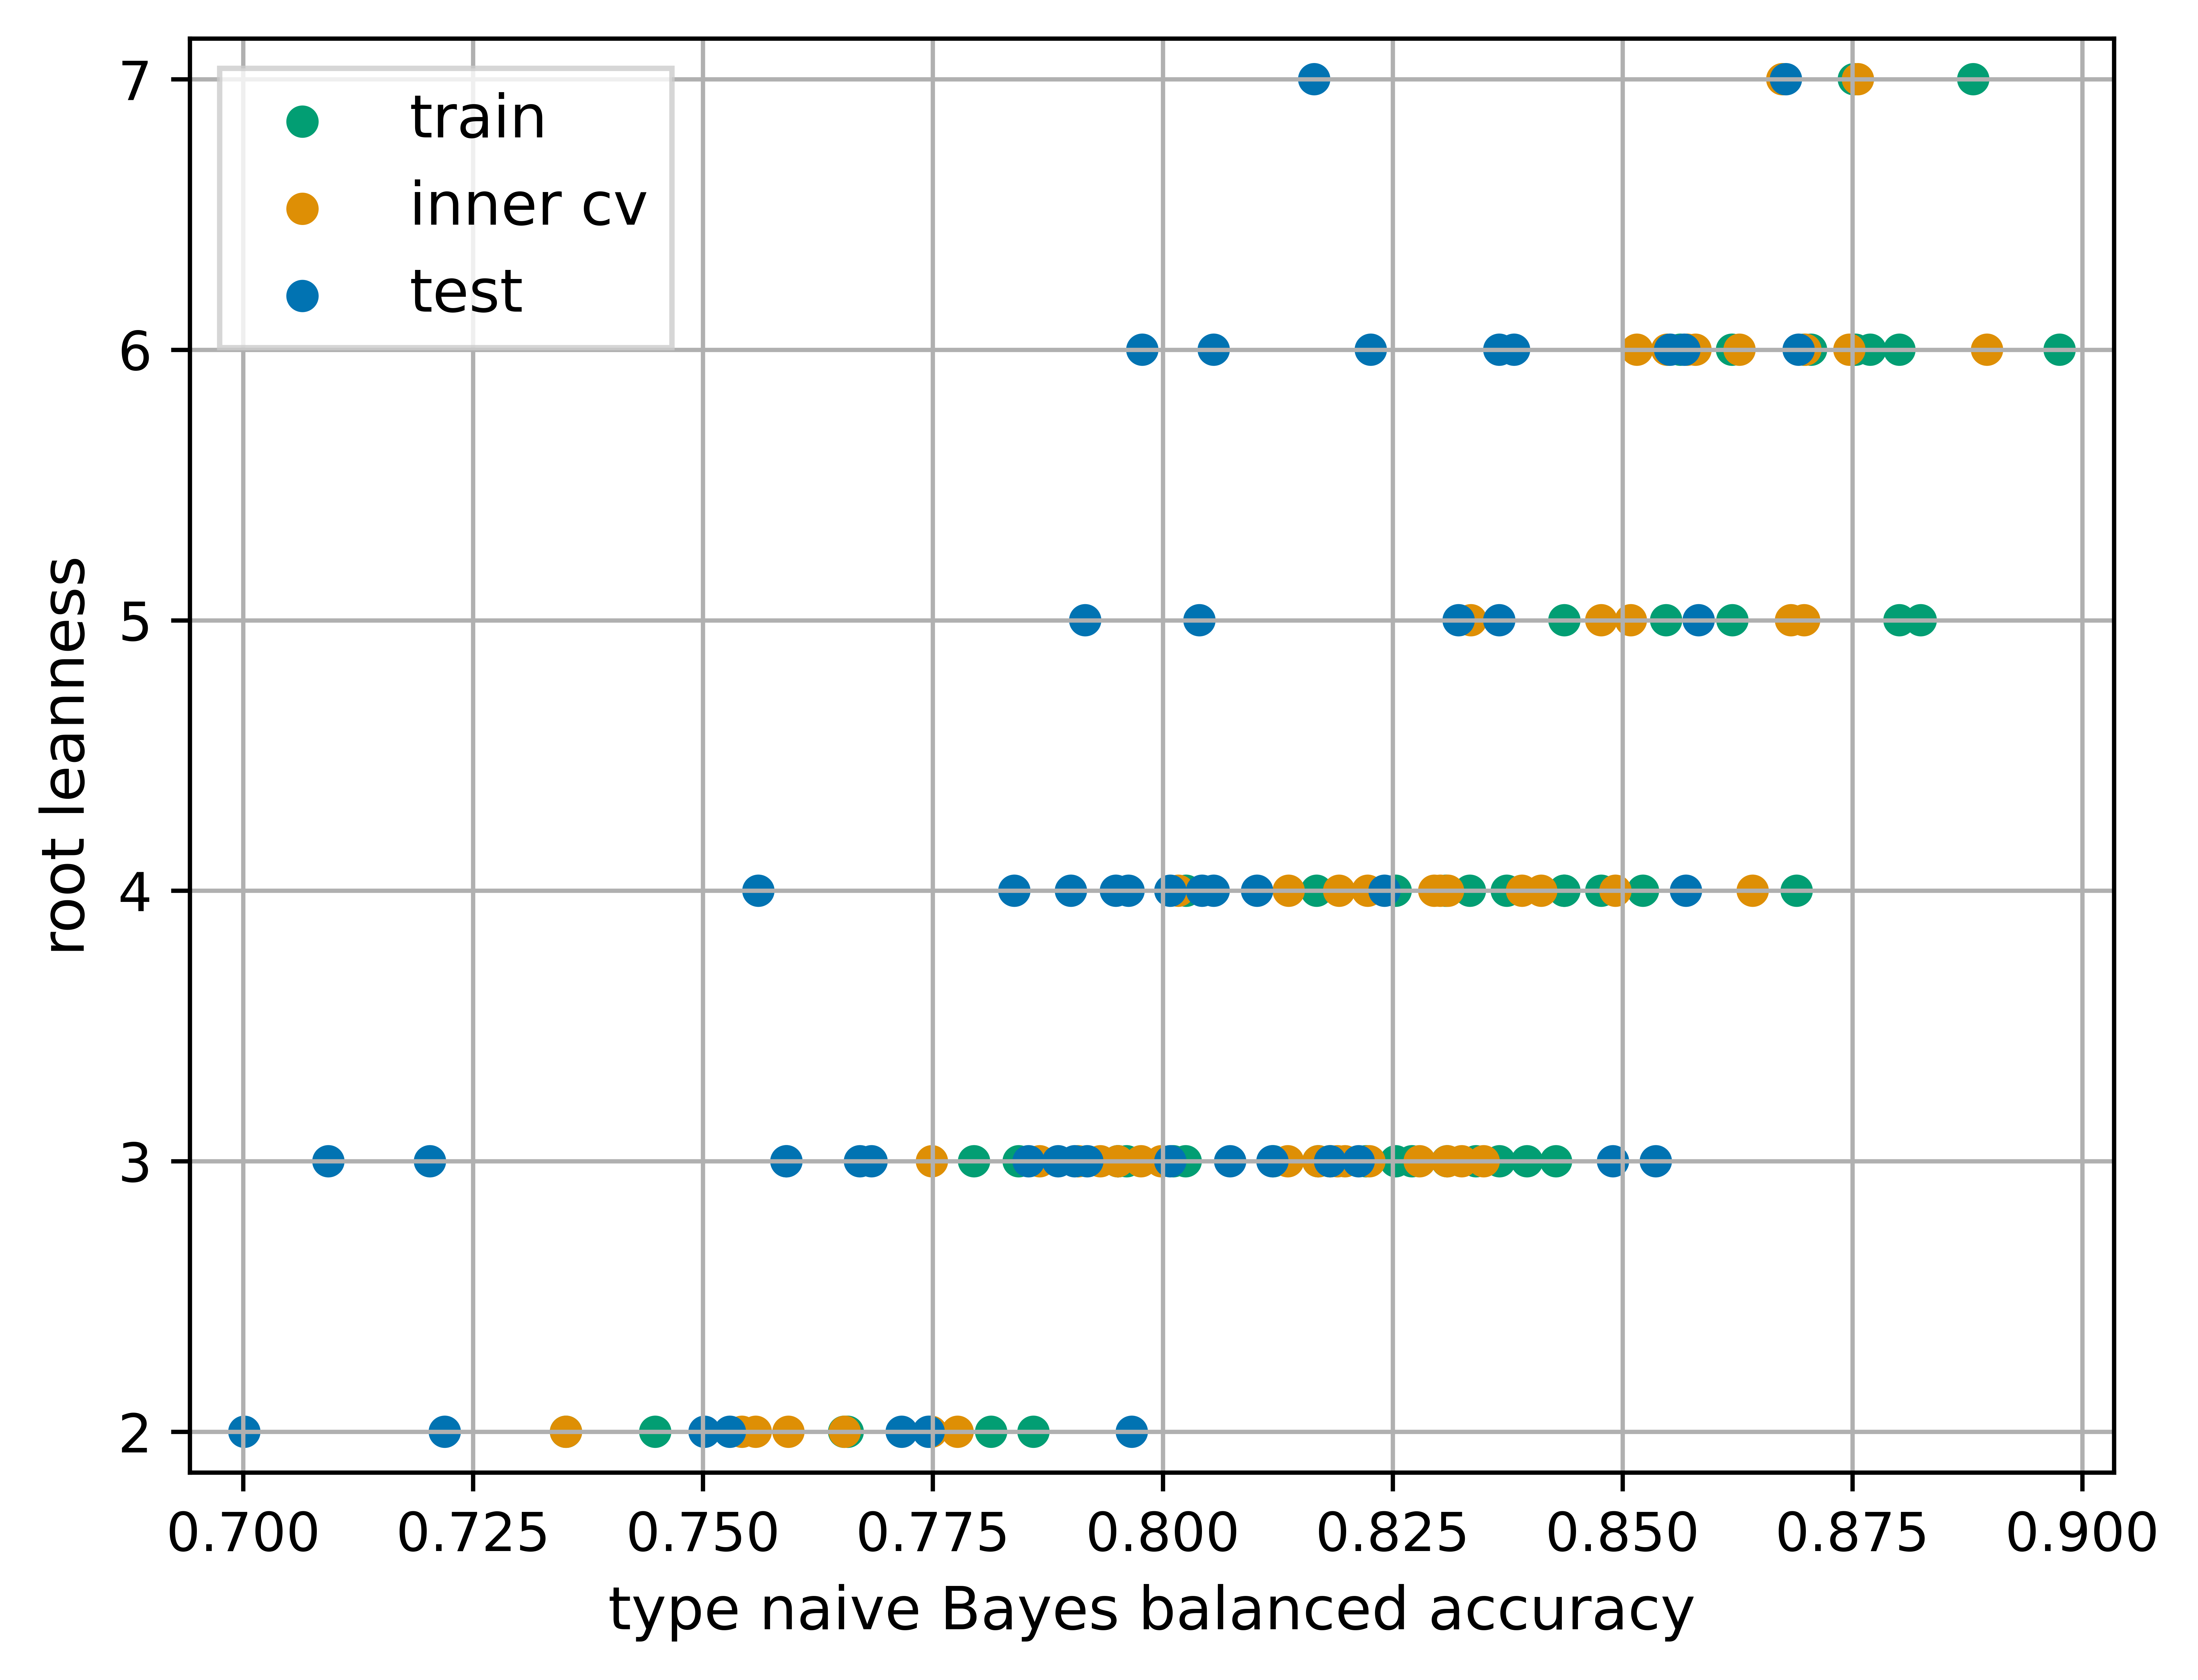 7
train
inner cv
test
6
5
4
3
2
root leanness
0.700 0.725 0.750 0.775 0.800 0.825 0.850 0.875 0.900
type naive Bayes balanced accuracy